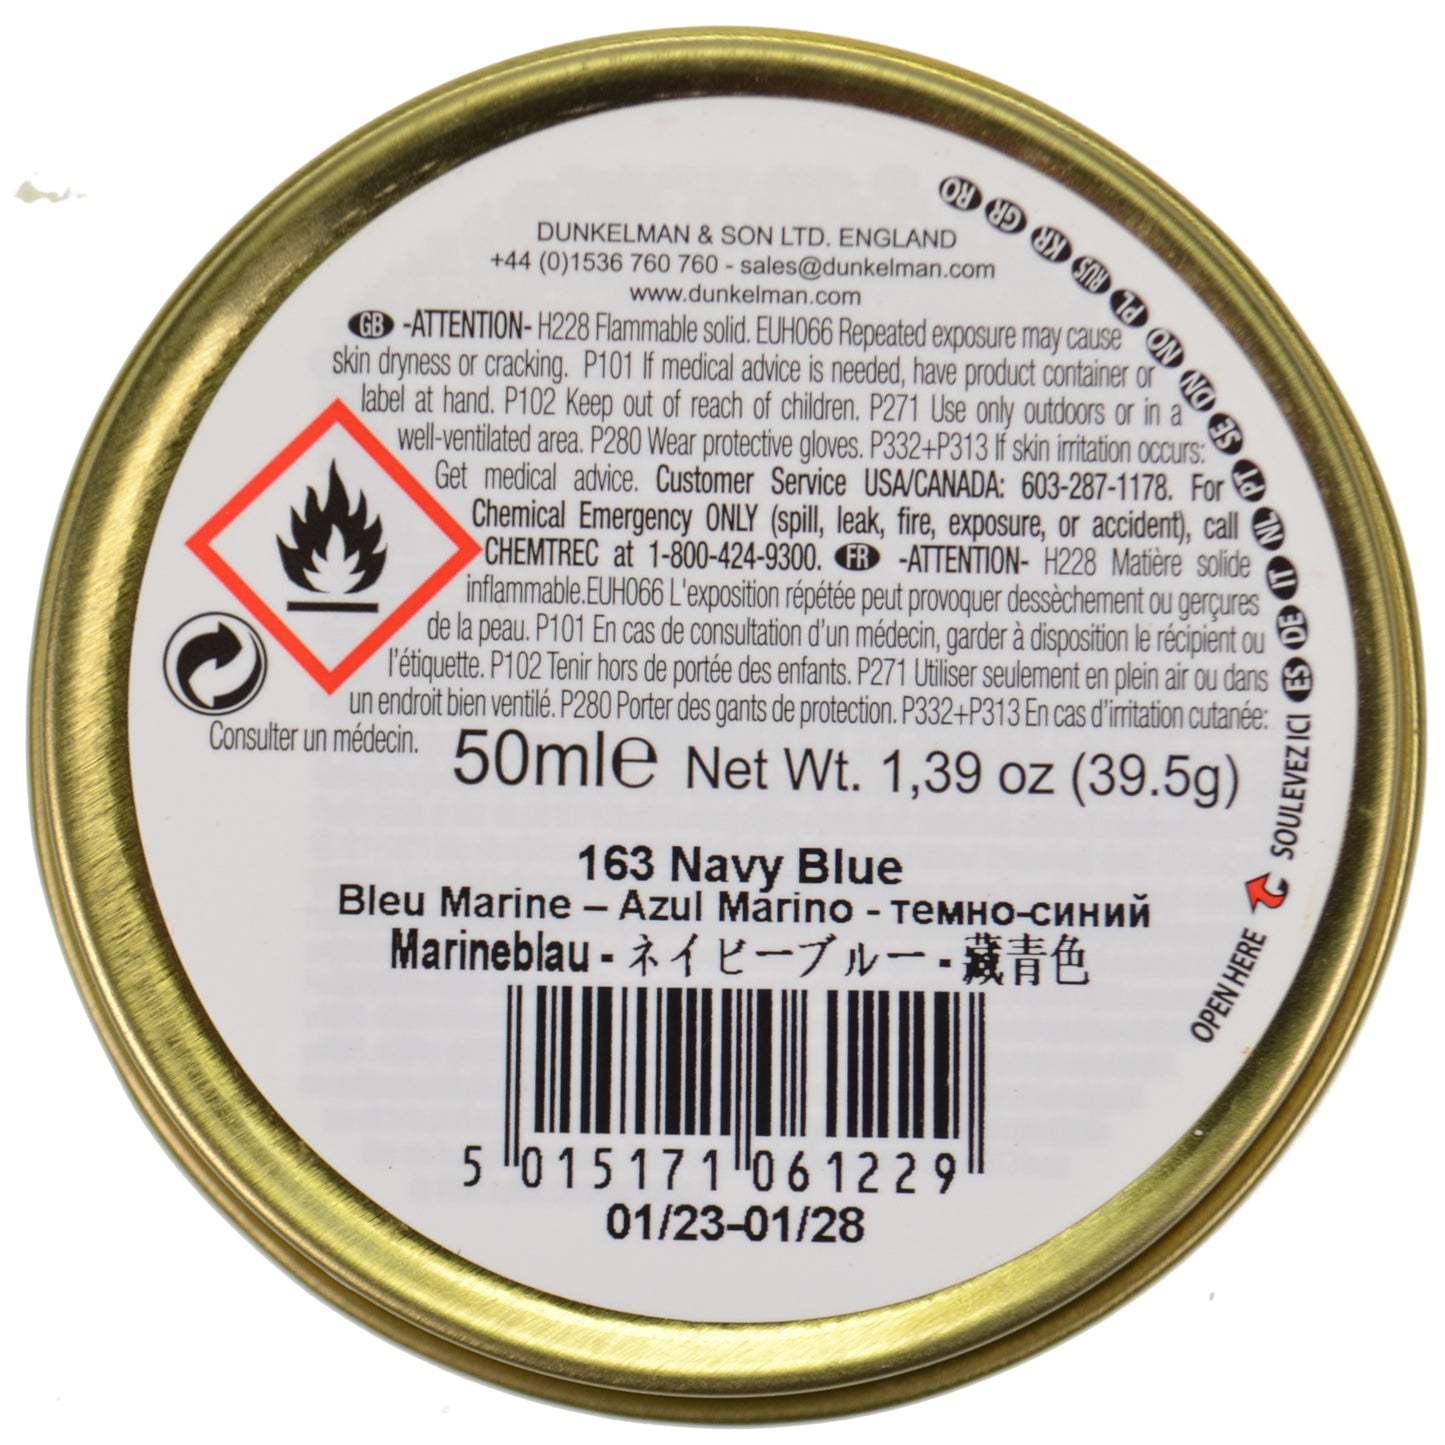 DUNKELMAN & SON LTD. ENGLAND
+44 (0)1536 760 760 - sales@dunkelman.com
www.dunkelman.com
GB -ATTENTION- H228 Flammable solid. EUH066 Repeated exposure may cause
skin dryness or cracking. P101 If medical advice is needed, have product container or
label at hand. P102 Keep out of reach of children. P271 Use only outdoors or in a
well-ventilated area. P280 Wear protective gloves. P332+P313 If skin irritation occurs:
Get medical advice. Customer Service USA/CANADA: 603-287-1178. For
Chemical Emergency ONLY (spill, leak, fire, exposure, or accident), call
CHEMTREC at 1-800-424-9300. FR -ATTENTION- H228 Matière solide
inflammable.EUH066 L'exposition répétée peut provoquer dessèchement ou gerçures
de la peau. P101 En cas de consultation d'un médecin, garder à disposition le récipient ou
l'étiquette. P102 Tenir hors de portée des enfants. P271 Utiliser seulement en plein air ou dans
un endroit bien ventilé. P280 Porter des gants de protection. P332+P313 En cas d'irritation cutanée:
Consulter un médecin.
50ml℮ Net Wt. 1,39 oz (39.5g)
163 Navy Blue
Bleu Marine – Azul Marino - темно-синий
Marineblau - ネイビーブルー - 藏青色
5 015171 061229
01/23-01/28
RO GR KR RUS PL NO DN SE PT NL IT DE ES
SOULEVEZ ICI
OPEN HERE